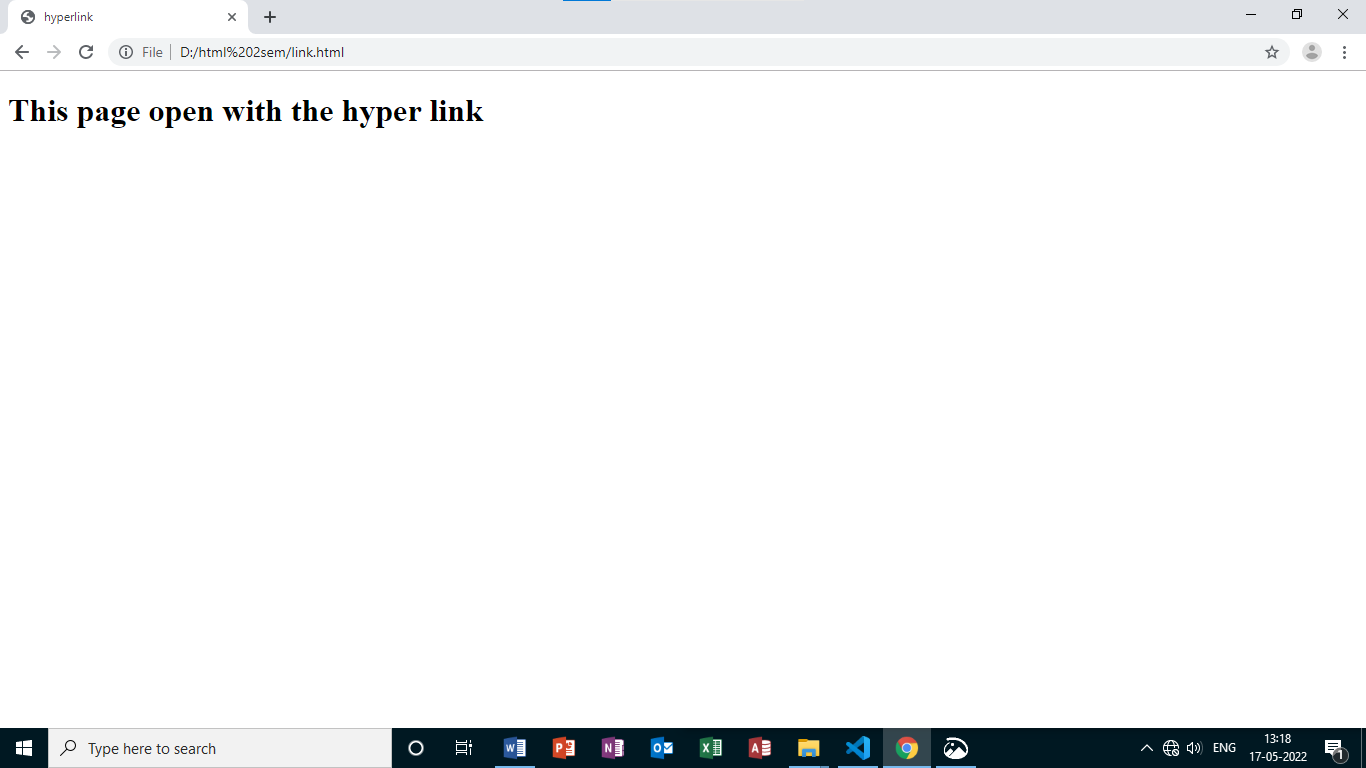 hyperlink
File D:/html%202sem/link.html
This page open with the hyper link
Type here to search
ENG
13:18
17-05-2022
1